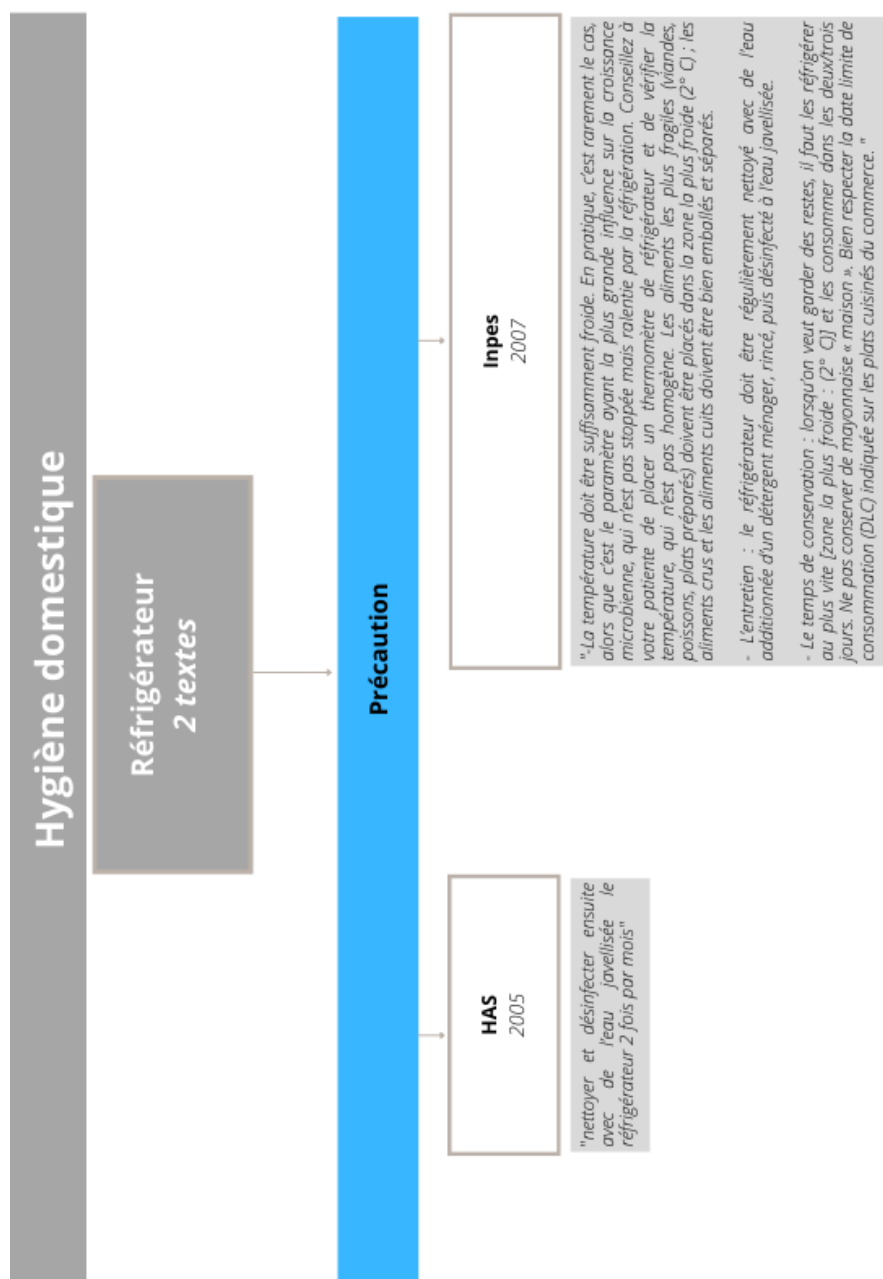 Hygiène domestique
Réfrigérateur
2 textes
Précaution
HAS
2005
"nettoyer et désinfecter ensuite
avec de l'eau javellisée le
réfrigérateur 2 fois par mois"
Inpes
2007
"-La température doit être suffisamment froide. En pratique, c'est rarement le cas,
alors que c'est le paramètre ayant la plus grande influence sur la croissance
microbienne, qui n'est pas stoppée mais ralentie par la réfrigération. Conseillez à
votre patiente de placer un thermomètre de réfrigérateur et de vérifier la
température, qui n'est pas homogène. Les aliments les plus fragiles (viandes,
poissons, plats préparés) doivent être placés dans la zone la plus froide (2° C) ; les
aliments crus et les aliments cuits doivent être bien emballés et séparés.
- L'entretien : le réfrigérateur doit être régulièrement nettoyé avec de l'eau
additionnée d'un détergent ménager, rincé, puis désinfecté à l'eau javellisée.
- Le temps de conservation : lorsqu'on veut garder des restes, il faut les réfrigérer
au plus vite [zone la plus froide : (2° C)] et les consommer dans les deux/trois
jours. Ne pas conserver de mayonnaise « maison ». Bien respecter la date limite de
consommation (DLC) indiquée sur les plats cuisinés du commerce. "